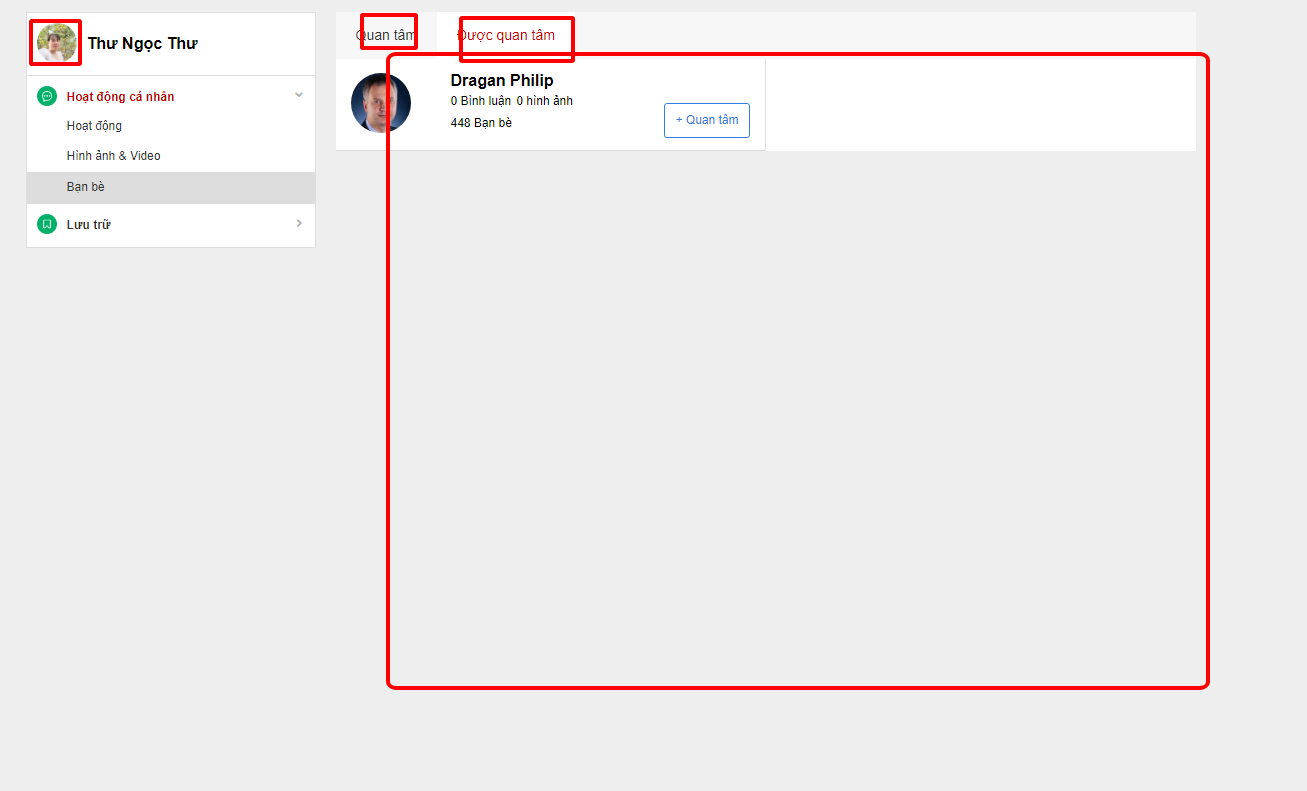 Thư Ngọc Thư
Hoạt động cá nhân
Hoạt động
Hình ảnh & Video
Bạn bè
Lưu trữ
Quan tâm
Được quan tâm
Dragan Philip
0 Bình luận 0 hình ảnh
448 Bạn bè
+ Quan tâm